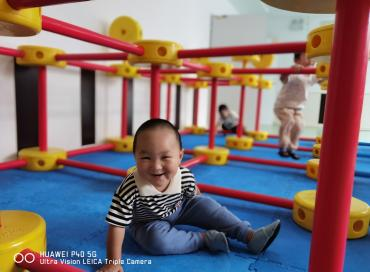 HUAWEI P40 5G
Ultra Vision LEICA Triple Camera